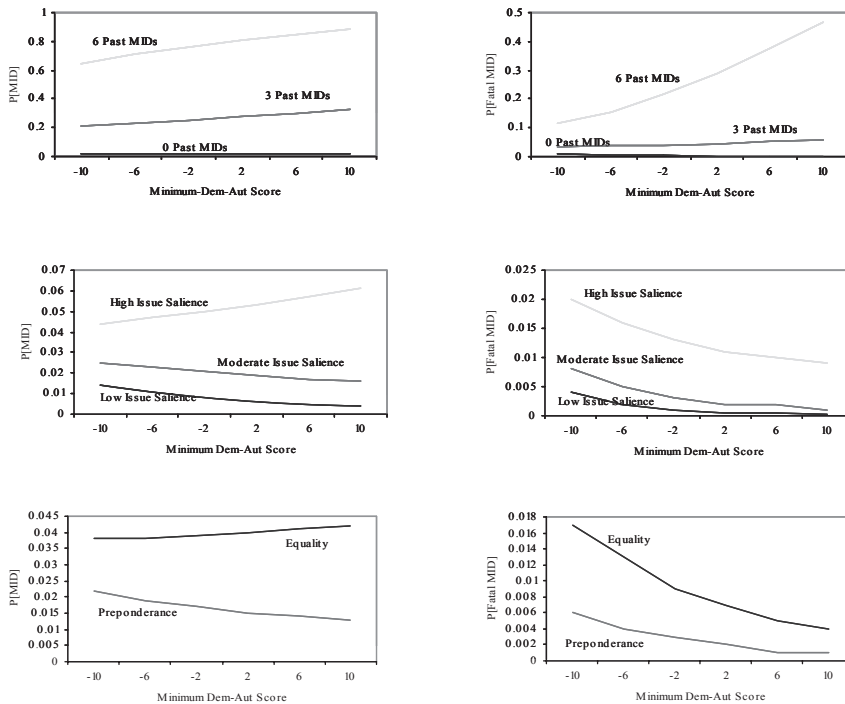 1
0.8
0.6
0.4
0.2
0
P[MID]
6 Past MIDs
3 Past MIDs
0 Past MIDs
-10 -6 -2 2 6 10
Minimum-Dem-Aut Score
0.5
0.4
0.3
0.2
0.1
0
P[Fatal MID]
6 Past MIDs
3 Past MIDs
0 Past MIDs
-10 -6 -2 2 6 10
Minimum Dem-Aut Score
0.07
0.06
0.05
0.04
0.03
0.02
0.01
0
P[MID]
High Issue Salience
Moderate Issue Salience
Low Issue Salience
-10 -6 -2 2 6 10
Minimum Dem-Aut Score
0.025
0.02
0.015
0.01
0.005
0
P[Fatal MID]
High Issue Salience
Moderate Issue Salience
Low Issue Salience
-10 -6 -2 2 6 10
Minimum Dem-Aut Score
0.045
0.04
0.035
0.03
0.025
0.02
0.015
0.01
0.005
0
P[MID]
Equality
Preponderance
-10 -6 -2 2 6 10
Minimum Dem-Aut Score
0.018
0.016
0.014
0.012
0.01
0.008
0.006
0.004
0.002
0
P[Fatal MID]
Equality
Preponderance
-10 -6 -2 2 6 10
Minimum Dem-Aut Score